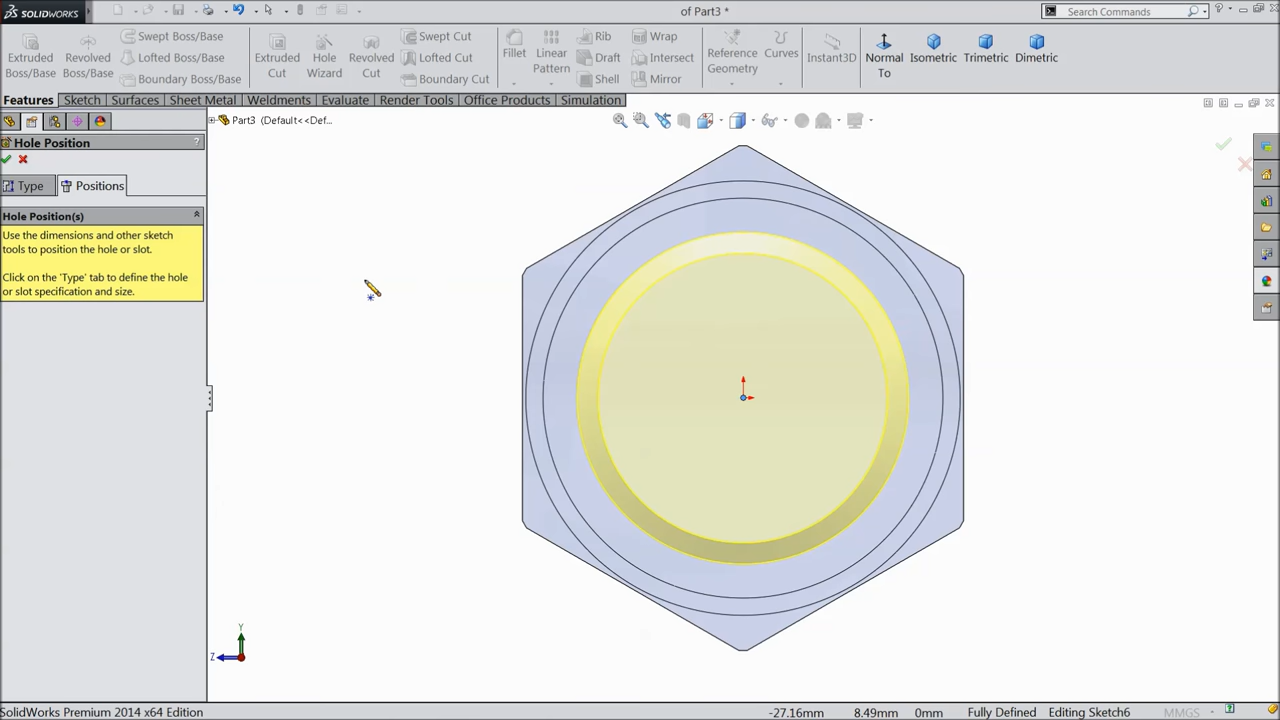 SOLIDWORKS
of Part3 *
Search Commands
Extruded Boss/Base
Revolved Boss/Base
Swept Boss/Base
Lofted Boss/Base
Boundary Boss/Base
Extruded Cut
Hole Wizard
Revolved Cut
Swept Cut
Lofted Cut
Boundary Cut
Fillet
Linear Pattern
Rib
Draft
Shell
Wrap
Intersect
Mirror
Reference Geometry
Curves
Instant3D
Normal To
Isometric
Trimetric
Dimetric
Features
Sketch
Surfaces
Sheet Metal
Weldments
Evaluate
Render Tools
Office Products
Simulation
Part3 (Default<<Def...
Hole Position
?
Type
Positions
Hole Position(s)
Use the dimensions and other sketch
tools to position the hole or slot.
Click on the 'Type' tab to define the hole
or slot specification and size.
Y
Z
SolidWorks Premium 2014 x64 Edition
-27.16mm
8.49mm
0mm
Fully Defined
Editing Sketch6
MMGS